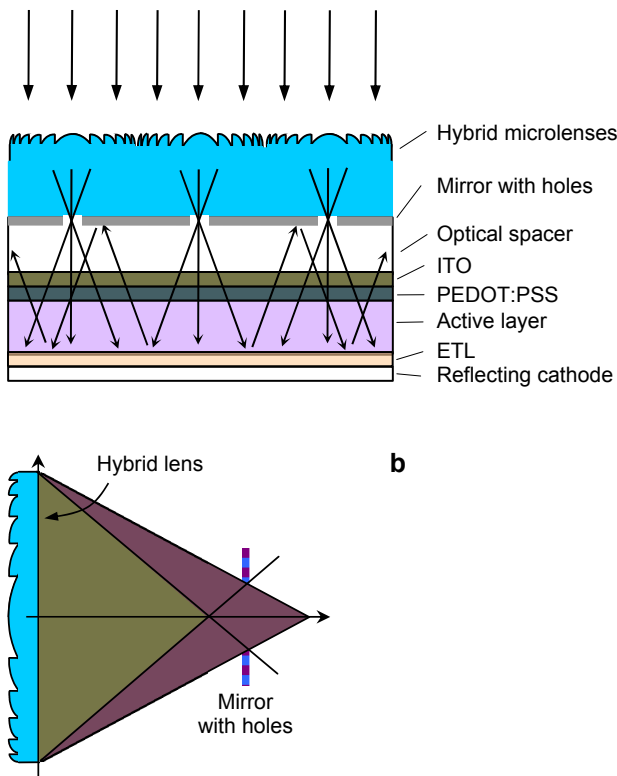 Hybrid microlenses
Mirror with holes
Optical spacer
ITO
PEDOT:PSS
Active layer
ETL
Reflecting cathode
Hybrid lens
b
Mirror
with holes